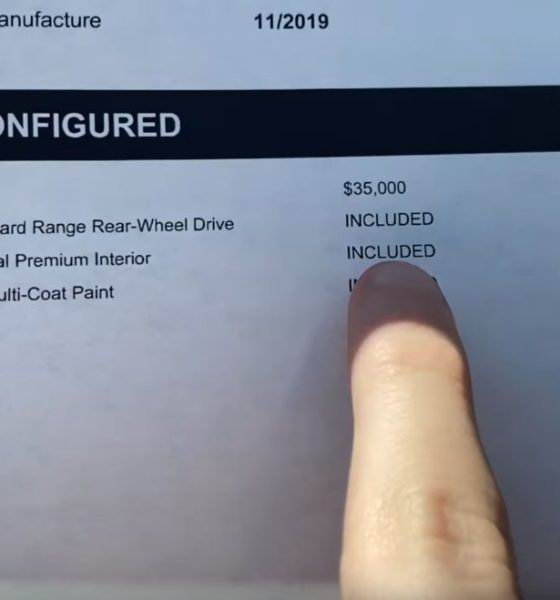 anufacture 11/2019
ONFIGURED
$35,000
ard Range Rear-Wheel Drive INCLUDED
al Premium Interior INCLUDED
ulti-Coat Paint